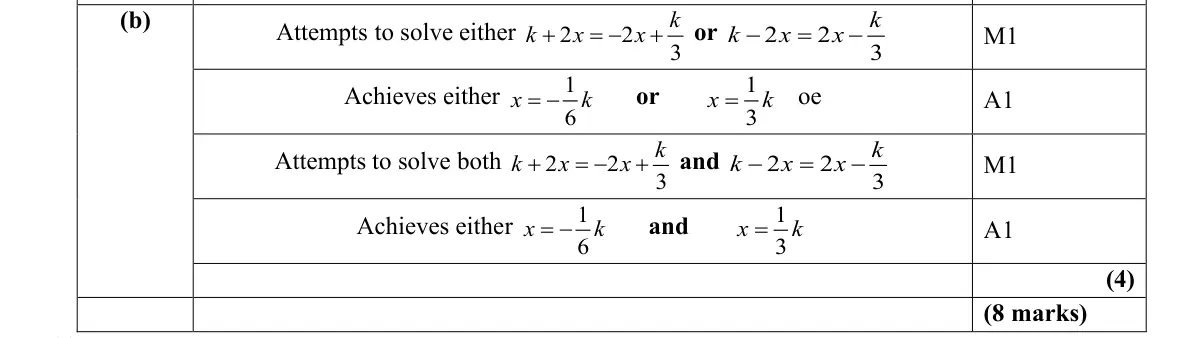 (b) Attempts to solve either k + 2x = −2x + k/3 or k − 2x = 2x − k/3 M1
Achieves either x = −1/6 k or x = 1/3 k oe A1
Attempts to solve both k + 2x = −2x + k/3 and k − 2x = 2x − k/3 M1
Achieves either x = −1/6 k and x = 1/3 k A1
(4)
(8 marks)